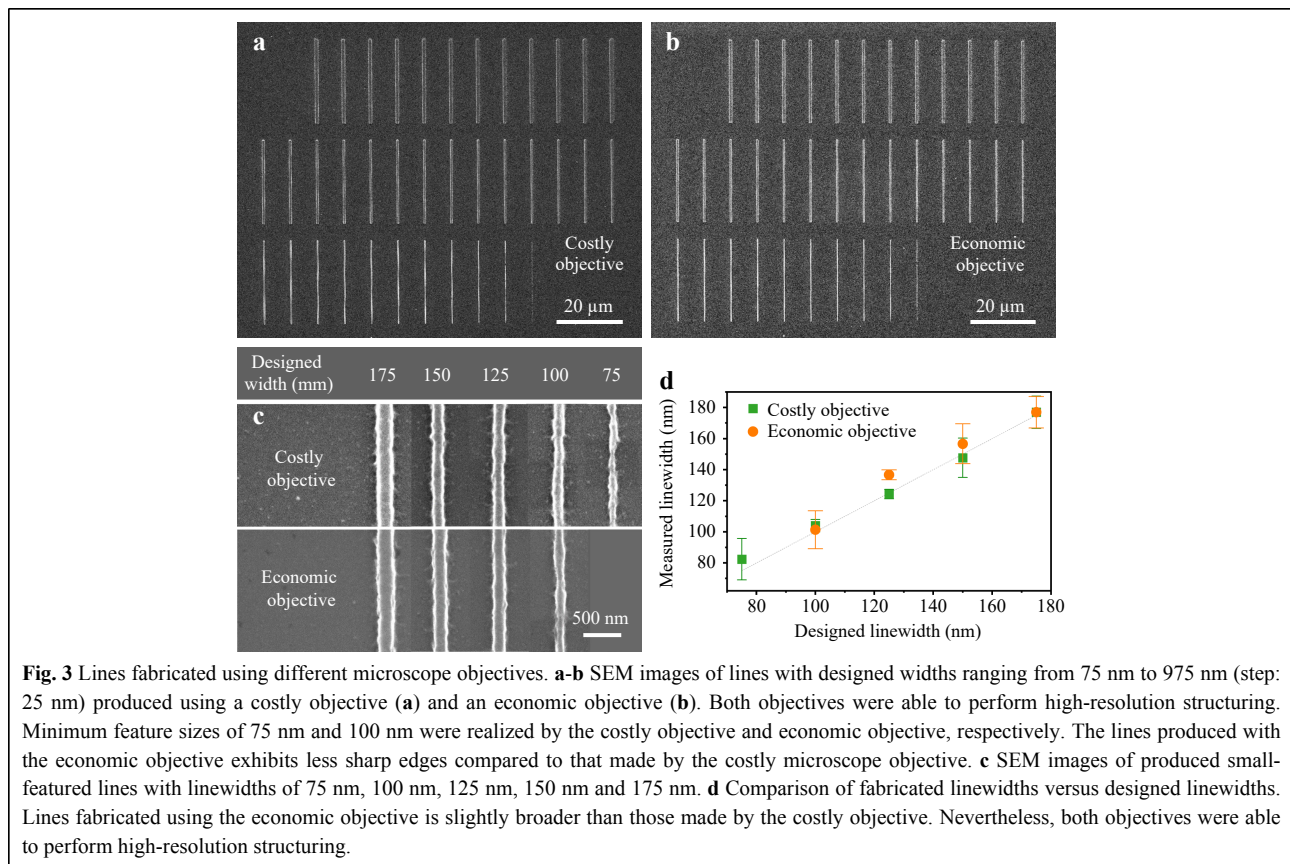 a
Costly
objective
20 µm
b
Economic
objective
20 µm
Designed
width (mm)
175 150 125 100 75
c
Costly
objective
Economic
objective
500 nm
d
Costly objective
Economic objective
Measured linewidth (nm)
180
160
140
120
100
80
80 100 120 140 160 180
Designed linewidth (nm)
Fig. 3 Lines fabricated using different microscope objectives. a-b SEM images of lines with designed widths ranging from 75 nm to 975 nm (step:
25 nm) produced using a costly objective (a) and an economic objective (b). Both objectives were able to perform high-resolution structuring.
Minimum feature sizes of 75 nm and 100 nm were realized by the costly objective and economic objective, respectively. The lines produced with
the economic objective exhibits less sharp edges compared to that made by the costly microscope objective. c SEM images of produced small-
featured lines with linewidths of 75 nm, 100 nm, 125 nm, 150 nm and 175 nm. d Comparison of fabricated linewidths versus designed linewidths.
Lines fabricated using the economic objective is slightly broader than those made by the costly objective. Nevertheless, both objectives were able
to perform high-resolution structuring.